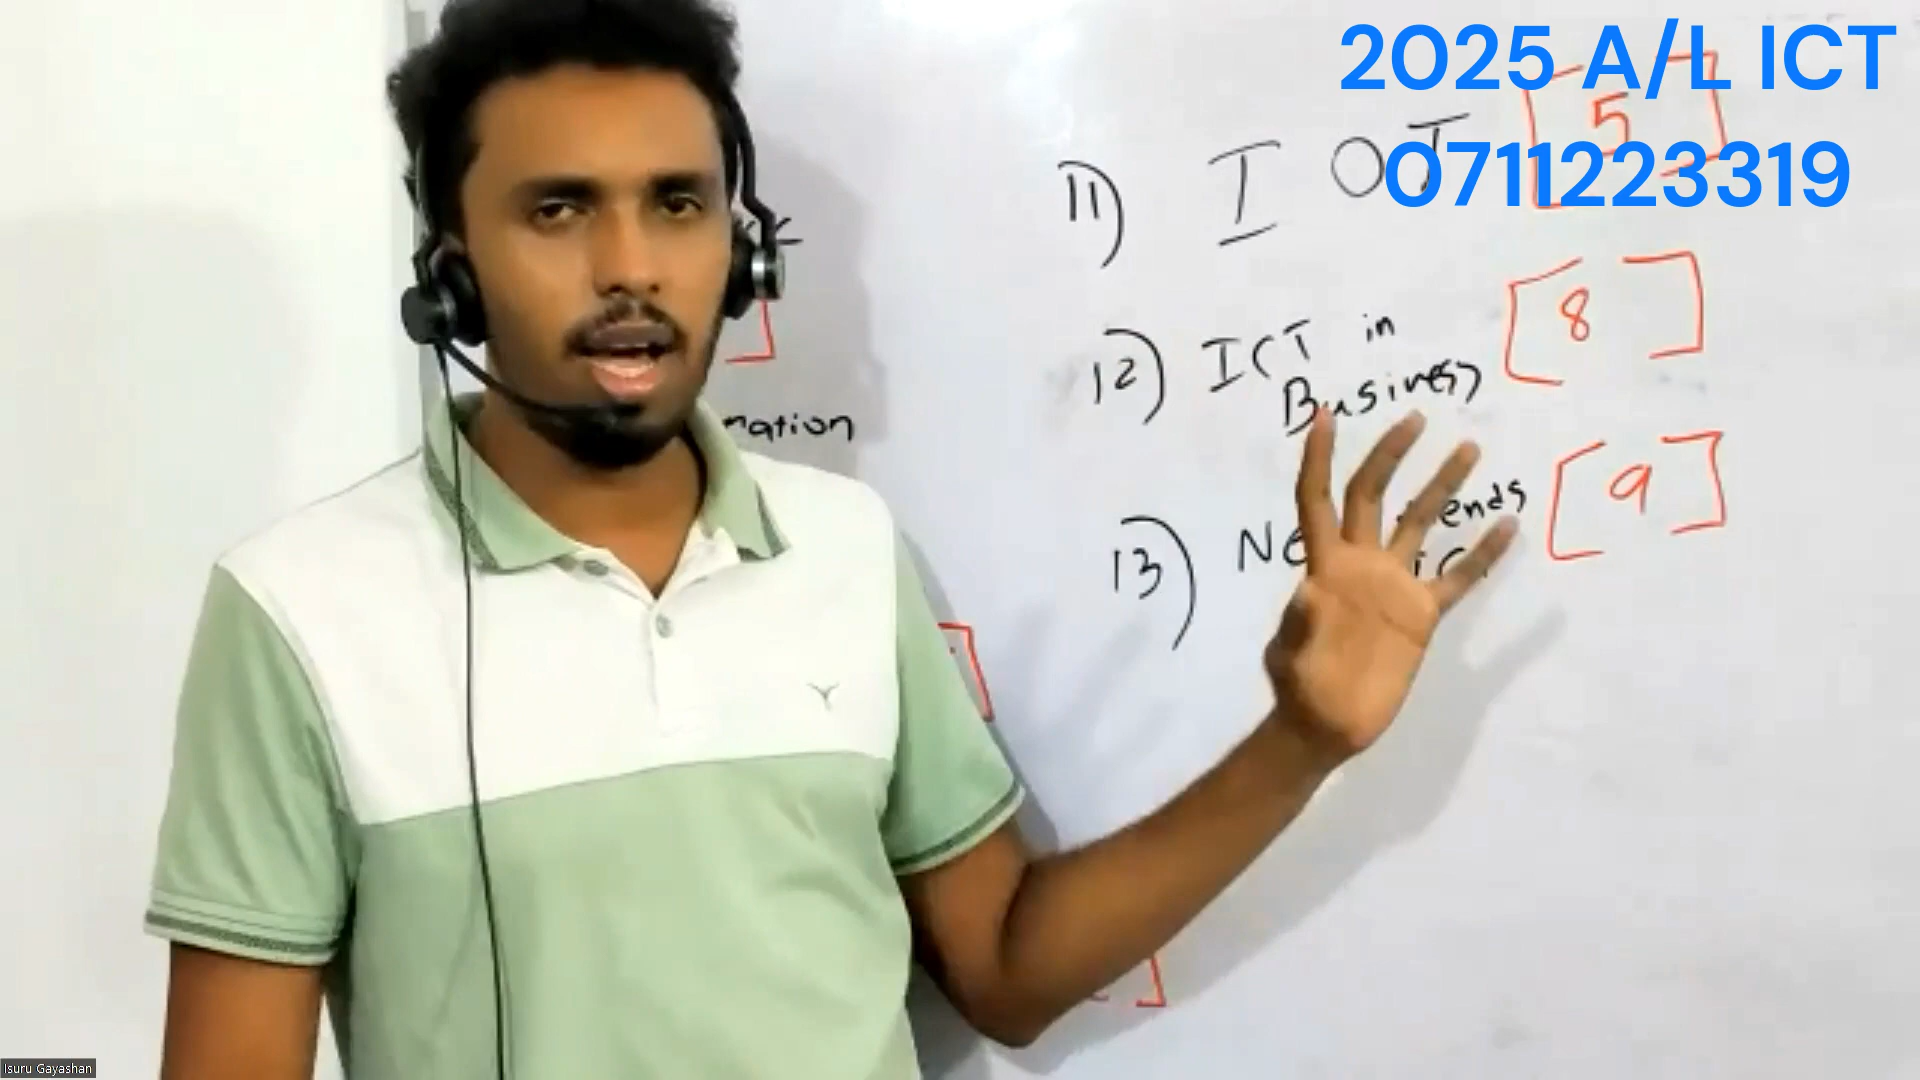 2025 A/L ICT
0711223319
11) IOT [5]
12) ICT in [8]
Business
nation
13) [9]
Isuru Gayashan